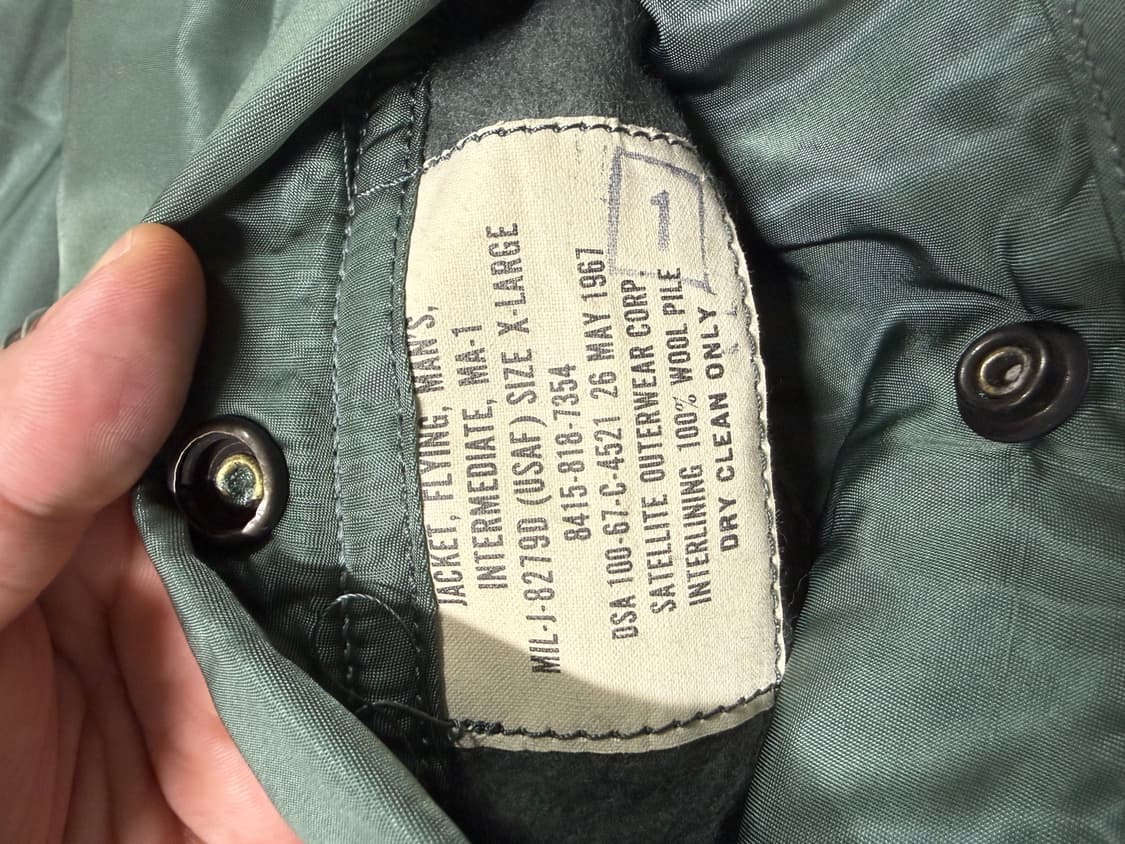 JACKET, FLYING, MAN'S,
INTERMEDIATE, MA-1
MIL-J-8279D (USAF) SIZE X-LARGE
8415-818-7354
DSA 100-67-C-4521 26 MAY 1967
SATELLITE OUTERWEAR CORP.
INTERLINING 100% WOOL PILE
DRY CLEAN ONLY
1